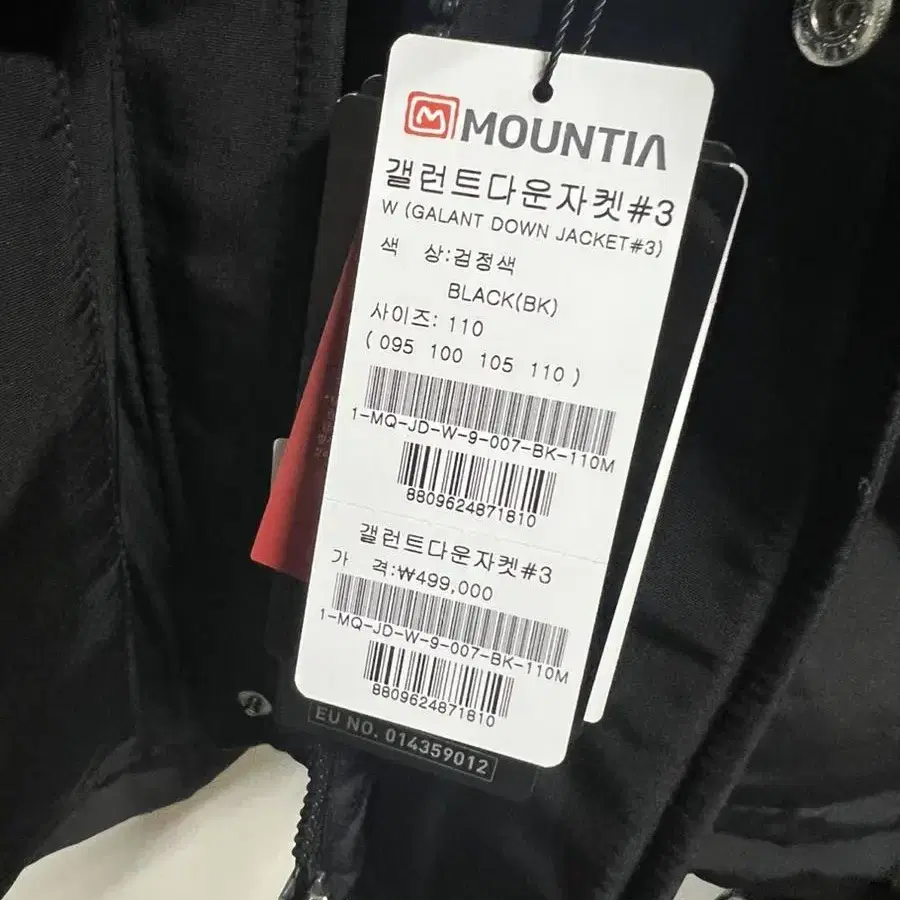 MOUNTIA
갤런트다운자켓#3
W (GALANT DOWN JACKET#3)
색 상:검정색
BLACK(BK)
사이즈: 110
( 095 100 105 110 )
1-MQ-JD-W-9-007-BK-110M
8809624871810
갤런트다운자켓#3
가 격:₩499,000
1-MQ-JD-W-9-007-BK-110M
8809624871810
EU NO. 014359012